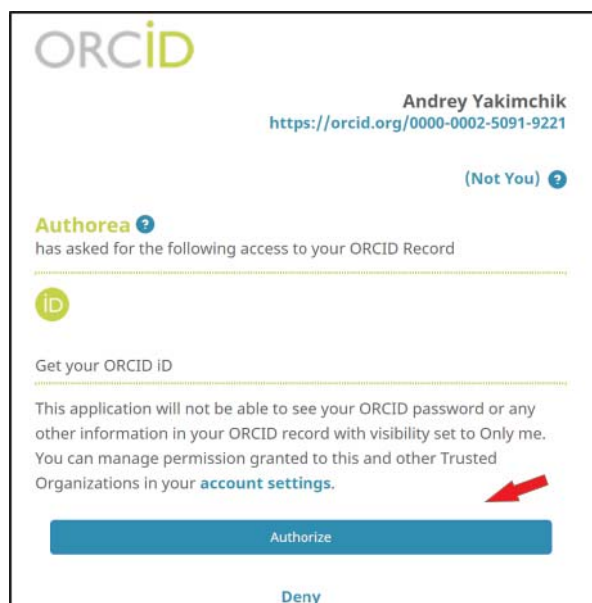 ORCiD
Andrey Yakimchik
https://orcid.org/0000-0002-5091-9221
(Not You) ?
Authorea ?
has asked for the following access to your ORCID Record
iD
Get your ORCID iD
This application will not be able to see your ORCID password or any
other information in your ORCID record with visibility set to Only me.
You can manage permission granted to this and other Trusted
Organizations in your account settings.
Authorize
Deny